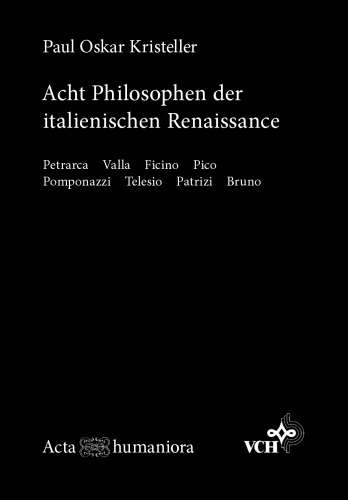 Paul Oskar Kristeller
Acht Philosophen der
italienischen Renaissance
Petrarca Valla Ficino Pico
Pomponazzi Telesio Patrizi Bruno
Acta humaniora VCH